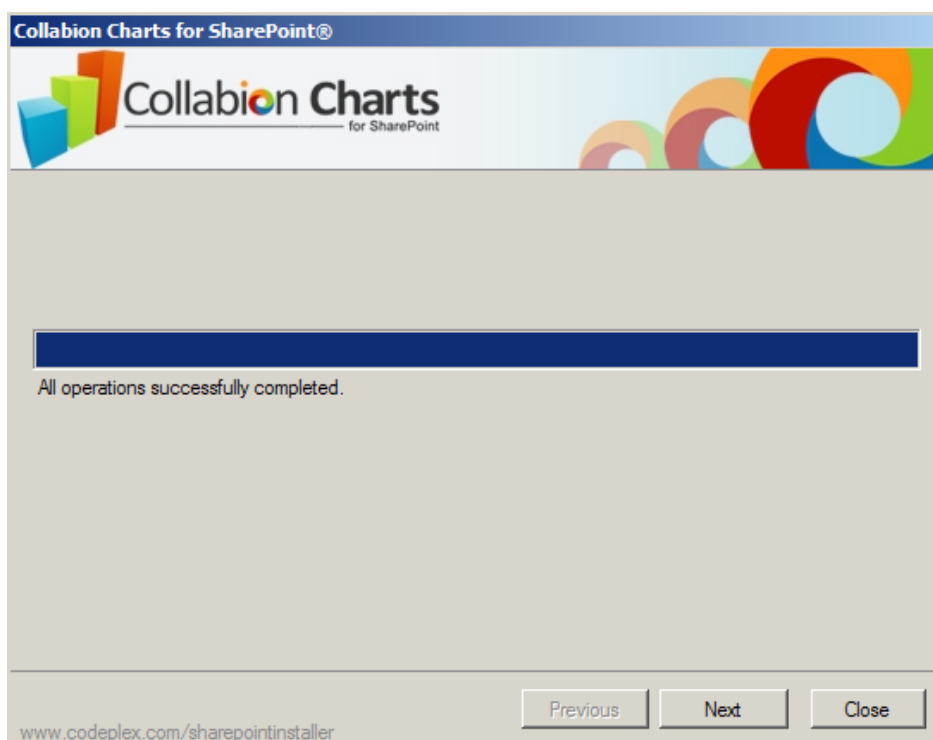 Collabion Charts for SharePoint®
Collabion Charts
for SharePoint
All operations successfully completed.
Previous Next Close
www.codeplex.com/sharepointinstaller